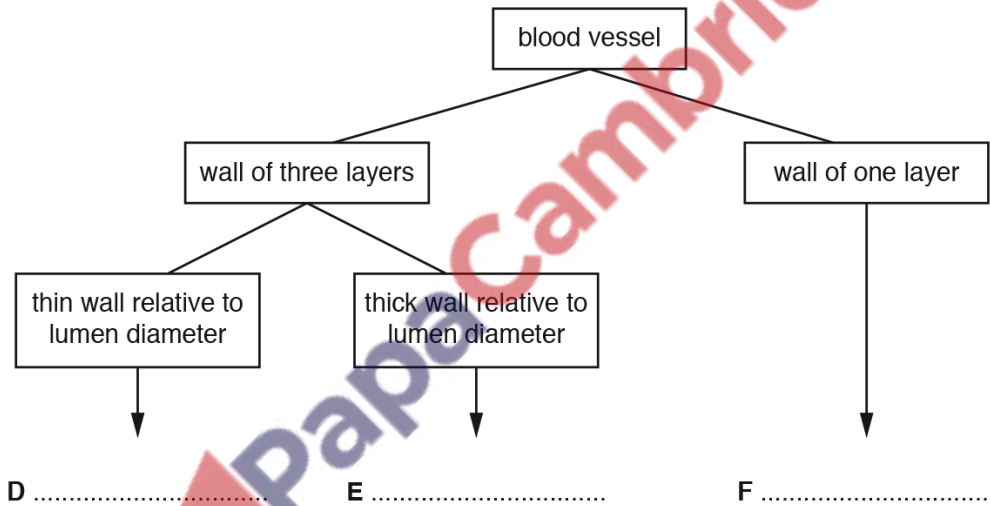 blood vessel
wall of three layers
wall of one layer
thin wall relative to
lumen diameter
thick wall relative to
lumen diameter
D ................................
E ................................
F ................................
PapaCambri